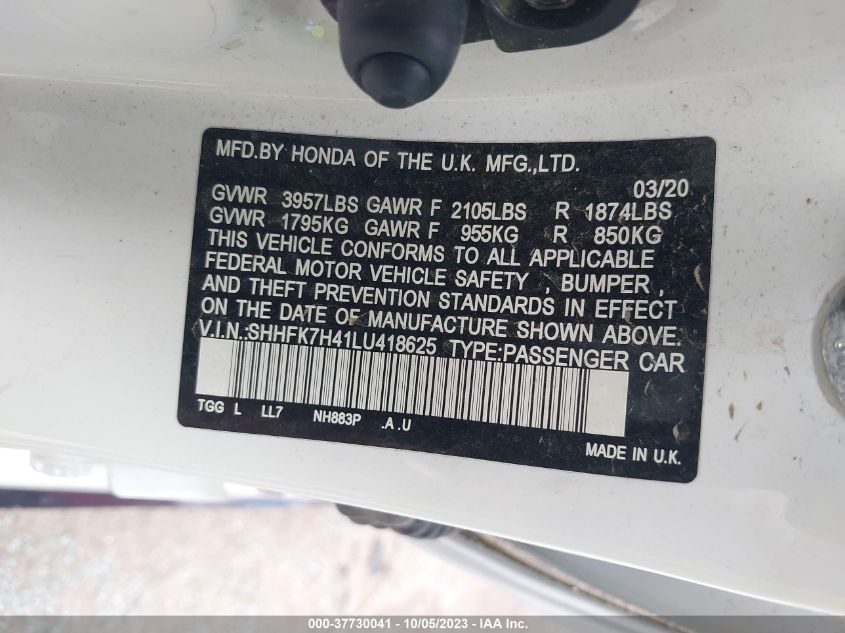 MFD.BY HONDA OF THE U.K. MFG.,LTD.
03/20
GVWR 3957LBS GAWR F 2105LBS R 1874LBS
GVWR 1795KG GAWR F 955KG R 850KG
THIS VEHICLE CONFORMS TO ALL APPLICABLE
FEDERAL MOTOR VEHICLE SAFETY , BUMPER ,
AND THEFT PREVENTION STANDARDS IN EFFECT
ON THE DATE OF MANUFACTURE SHOWN ABOVE.
V.I.N.:SHHFK7H41LU418625 TYPE:PASSENGER CAR
TGG L LL7 NH883P .A .U
MADE IN U.K.
000-37730041 - 10/05/2023 - IAA Inc.